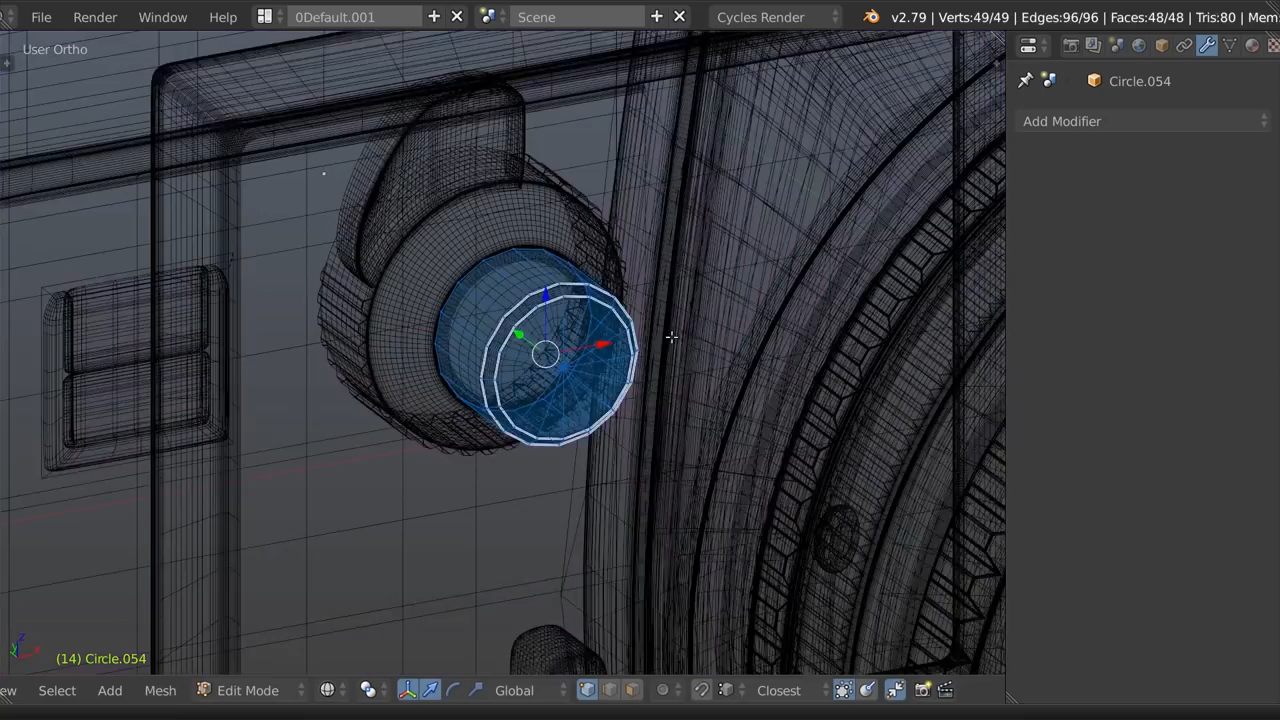 File Render Window Help 0Default.001 Scene Cycles Render v2.79 | Verts:49/49 | Edges:96/96 | Faces:48/48 | Tris:80 | Mem
User Ortho
Circle.054
Add Modifier
z
(14) Circle.054
ew Select Add Mesh Edit Mode Global Closest